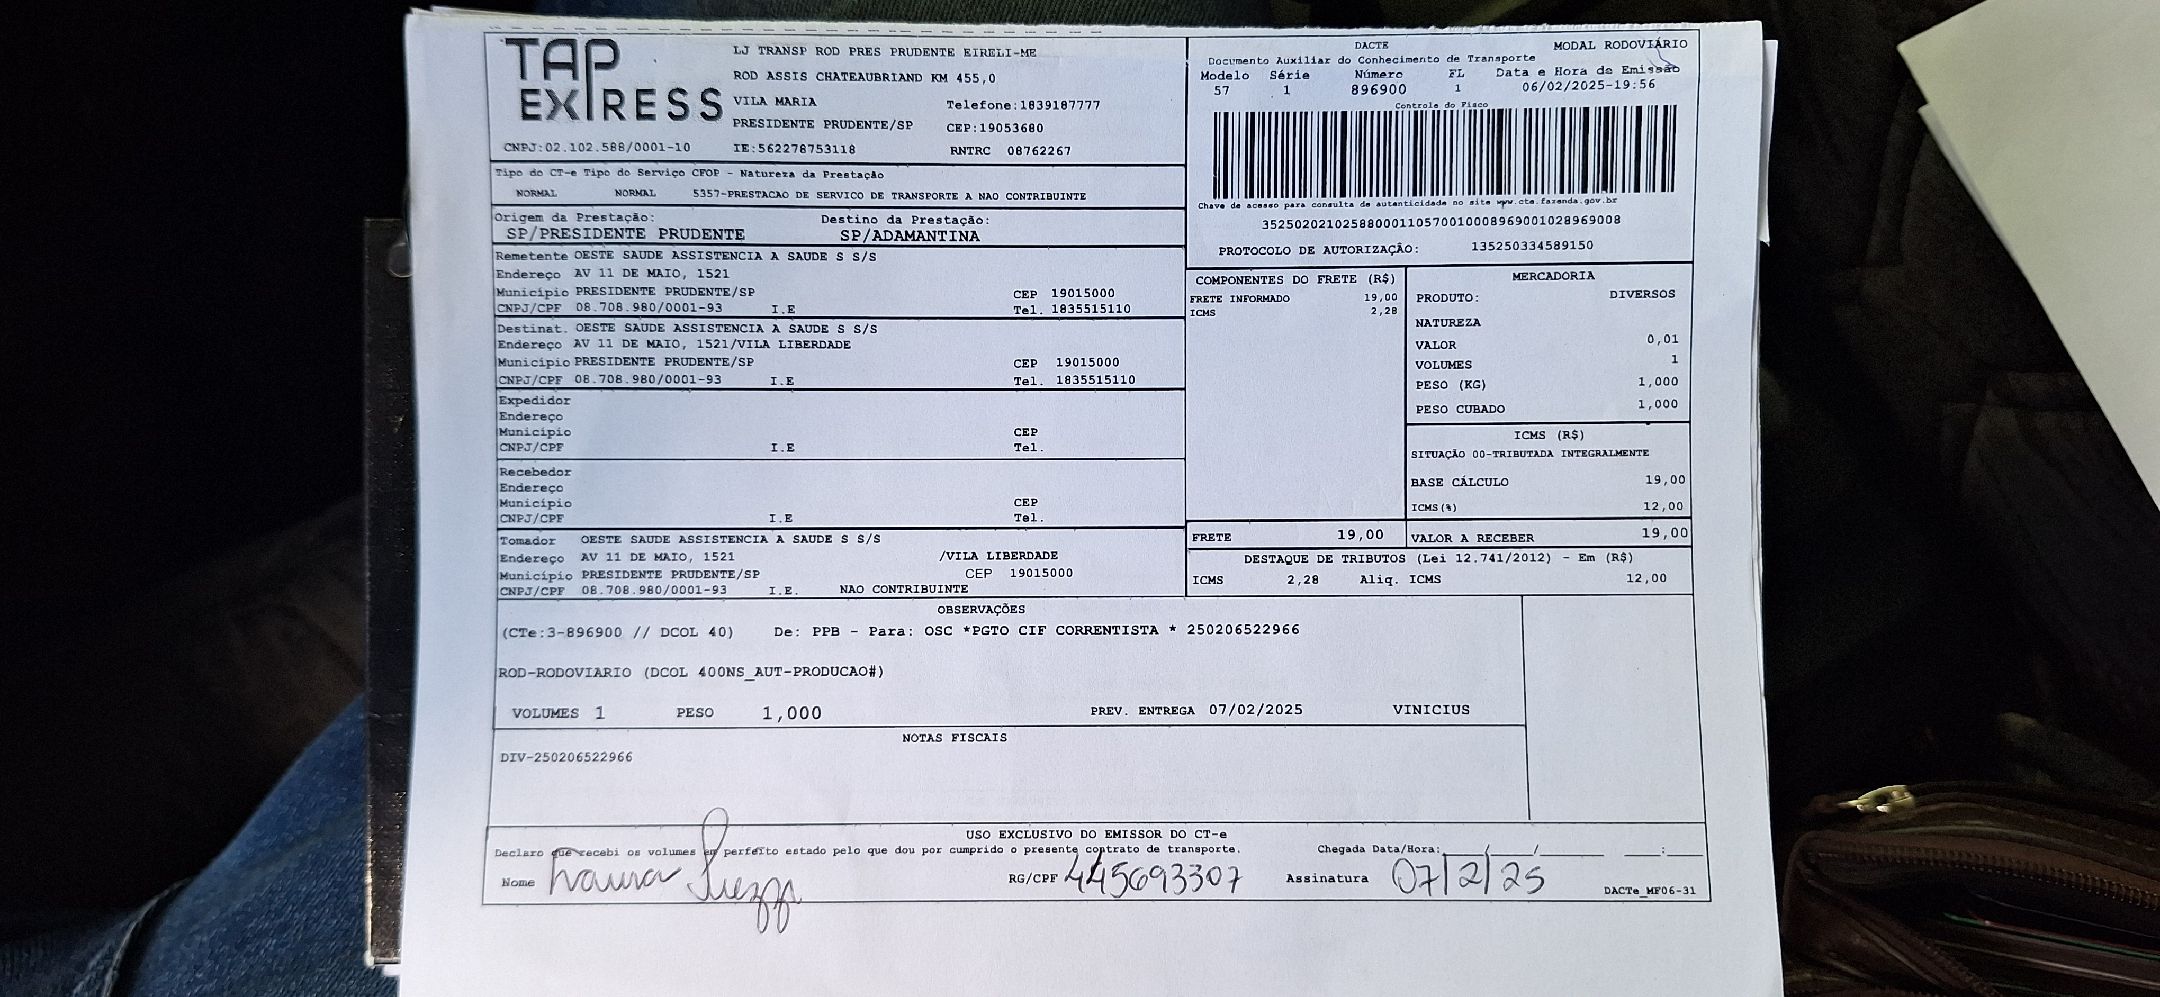 TAP EXPRESS
LJ TRANSP ROD PRES PRUDENTE EIRELI-ME
ROD ASSIS CHATEAUBRIAND KM 455,0
VILA MARIA Telefone:1839187777
PRESIDENTE PRUDENTE/SP CEP:19053680
CNPJ:02.102.588/0001-10 IE:562278753118 RNTRC 08762267
DACTE MODAL RODOVIÁRIO
Documento Auxiliar do Conhecimento de Transporte
Modelo Série Número FL Data e Hora de Emissão
57 1 896900 1 06/02/2025-19:56
Controle do Fisco
Chave de acesso para consulta de autenticidade no site www.cte.fazenda.gov.br
35250202102588000110570010008969001028969008
PROTOCOLO DE AUTORIZAÇÃO: 135250334589150
Tipo do CT-e Tipo do Serviço CFOP - Natureza da Prestação
NORMAL NORMAL 5357-PRESTACAO DE SERVICO DE TRANSPORTE A NAO CONTRIBUINTE
Origem da Prestação: Destino da Prestação:
SP/PRESIDENTE PRUDENTE SP/ADAMANTINA
Remetente OESTE SAUDE ASSISTENCIA A SAUDE S S/S
Endereço AV 11 DE MAIO, 1521
Município PRESIDENTE PRUDENTE/SP CEP 19015000
CNPJ/CPF 08.708.980/0001-93 I.E Tel. 1835515110
Destinat. OESTE SAUDE ASSISTENCIA A SAUDE S S/S
Endereço AV 11 DE MAIO, 1521/VILA LIBERDADE
Município PRESIDENTE PRUDENTE/SP CEP 19015000
CNPJ/CPF 08.708.980/0001-93 I.E Tel. 1835515110
Expedidor
Endereço
Município CEP
CNPJ/CPF I.E Tel.
Recebedor
Endereço
Município CEP
CNPJ/CPF I.E Tel.
Tomador OESTE SAUDE ASSISTENCIA A SAUDE S S/S
Endereço AV 11 DE MAIO, 1521 /VILA LIBERDADE
Município PRESIDENTE PRUDENTE/SP CEP 19015000
CNPJ/CPF 08.708.980/0001-93 I.E. NAO CONTRIBUINTE
COMPONENTES DO FRETE (R$)
FRETE INFORMADO 19,00
ICMS 2,28
MERCADORIA
PRODUTO: DIVERSOS
NATUREZA
VALOR 0,01
VOLUMES 1
PESO (KG) 1,000
PESO CUBADO 1,000
ICMS (R$)
SITUAÇÃO 00-TRIBUTADA INTEGRALMENTE
BASE CÁLCULO 19,00
ICMS(%) 12,00
FRETE 19,00 VALOR A RECEBER 19,00
DESTAQUE DE TRIBUTOS (Lei 12.741/2012) - Em (R$)
ICMS 2,28 Aliq. ICMS 12,00
OBSERVAÇÕES
(CTe:3-896900 // DCOL 40) De: PPB - Para: OSC *PGTO CIF CORRENTISTA * 250206522966
ROD-RODOVIARIO (DCOL 400NS_AUT-PRODUCAO#)
VOLUMES 1 PESO 1,000 PREV. ENTREGA 07/02/2025 VINICIUS
NOTAS FISCAIS
DIV-250206522966
USO EXCLUSIVO DO EMISSOR DO CT-e
Declaro que recebi os volumes em perfeito estado pelo que dou por cumprido o presente contrato de transporte. Chegada Data/Hora:___/___/______ ___:___
Nome RG/CPF 445693307 Assinatura 07/2/25 DACTe_MF06-31